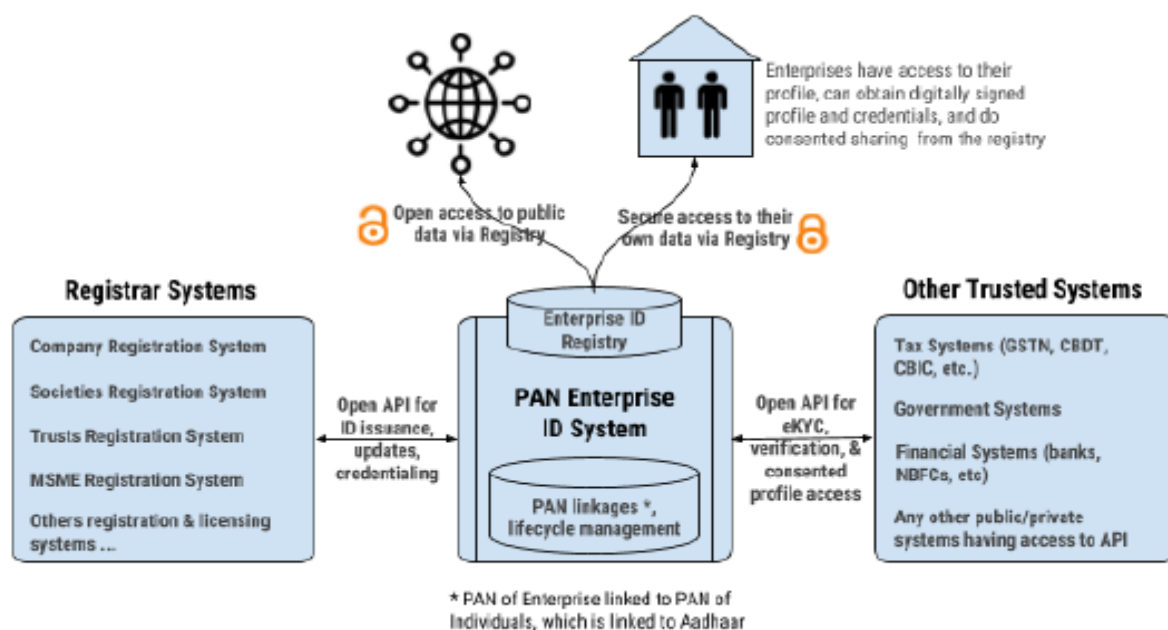 Enterprises have access to their
profile, can obtain digitally signed
profile and credentials, and do
consented sharing from the registry
Open access to public
data via Registry
Secure access to their
own data via Registry
Registrar Systems
Company Registration System
Societies Registration System
Trusts Registration System
MSME Registration System
Others registration & licensing
systems ...
Open API for
ID issuance,
updates,
credentialing
Enterprise ID
Registry
PAN Enterprise
ID System
PAN linkages *,
lifecycle management
Open API for
eKYC,
verification, &
consented
profile access
Other Trusted Systems
Tax Systems (GSTN, CBDT,
CBIC, etc.)
Government Systems
Financial Systems (banks,
NBFCs, etc)
Any other public/private
systems having access to API
* PAN of Enterprise linked to PAN of
Individuals, which is linked to Aadhaar